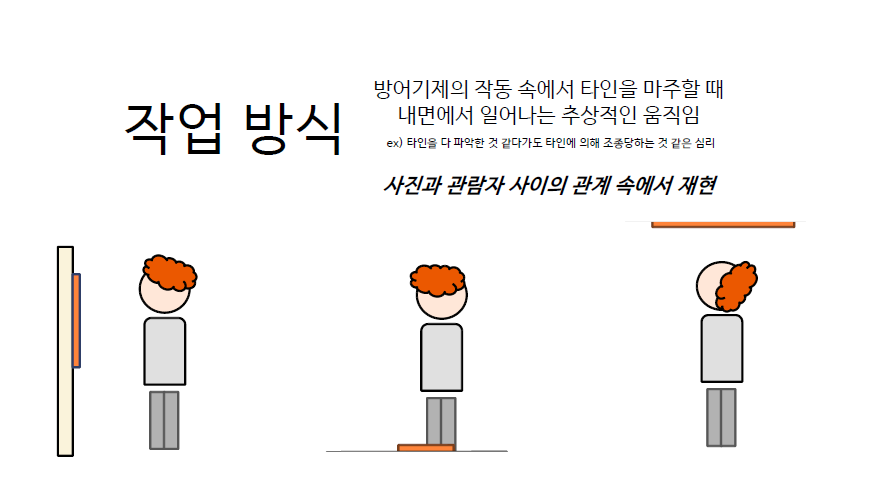 작업 방식
방어기제의 작동 속에서 타인을 마주할 때
내면에서 일어나는 추상적인 움직임
ex) 타인을 다 파악한 것 같다가도 타인에 의해 조종당하는 것 같은 심리
사진과 관람자 사이의 관계 속에서 재현